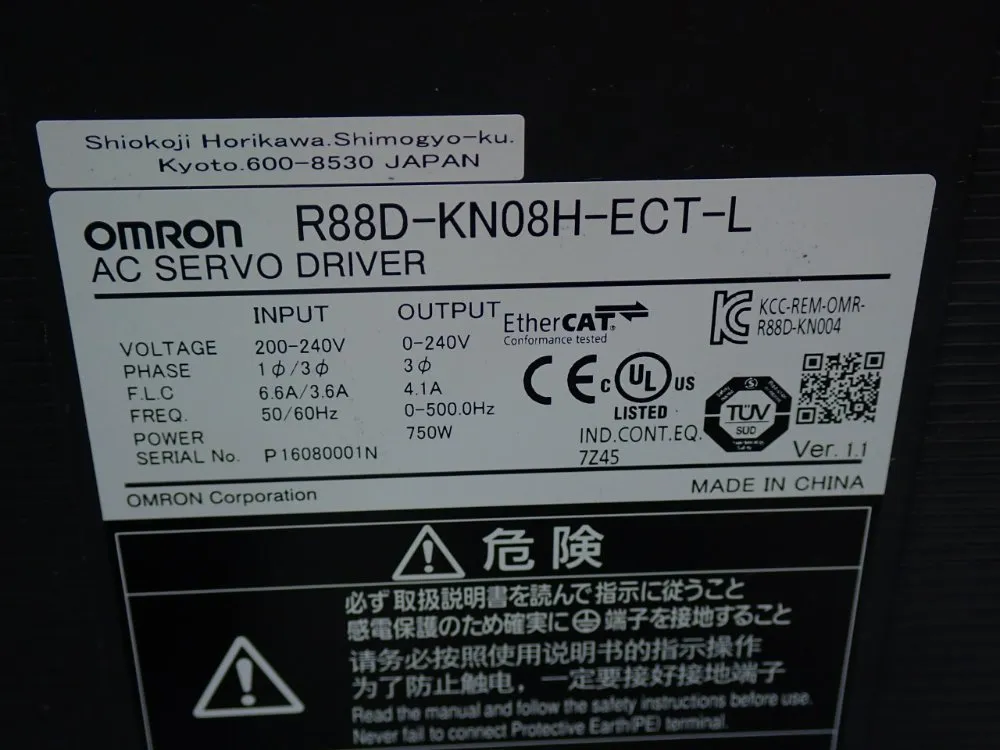 Shiokoji Horikawa.Shimogyo-ku.
Kyoto.600-8530 JAPAN
OMRON R88D-KN08H-ECT-L
AC SERVO DRIVER
INPUT OUTPUT
VOLTAGE 200-240V 0-240V
PHASE 1ϕ/3ϕ 3ϕ
F.L.C 6.6A/3.6A 4.1A
FREQ. 50/60Hz 0-500.0Hz
POWER 750W
SERIAL No. P16080001N
OMRON Corporation
EtherCAT®
Conformance tested
KCC-REM-OMR-
R88D-KN004
CE c UL US
LISTED
IND.CONT.EQ.
7Z45
TÜV
SUD
Ver. 1.1
MADE IN CHINA
危険
必ず取扱説明書を読んで指示に従うこと
感電保護のため確実に端子を接地すること
请务必按照使用说明书的指示操作
为了防止触电，一定要接好接地端子
Read the manual and follow the safety instructions before use.
Never fail to connect Protective Earth(PE) terminal.